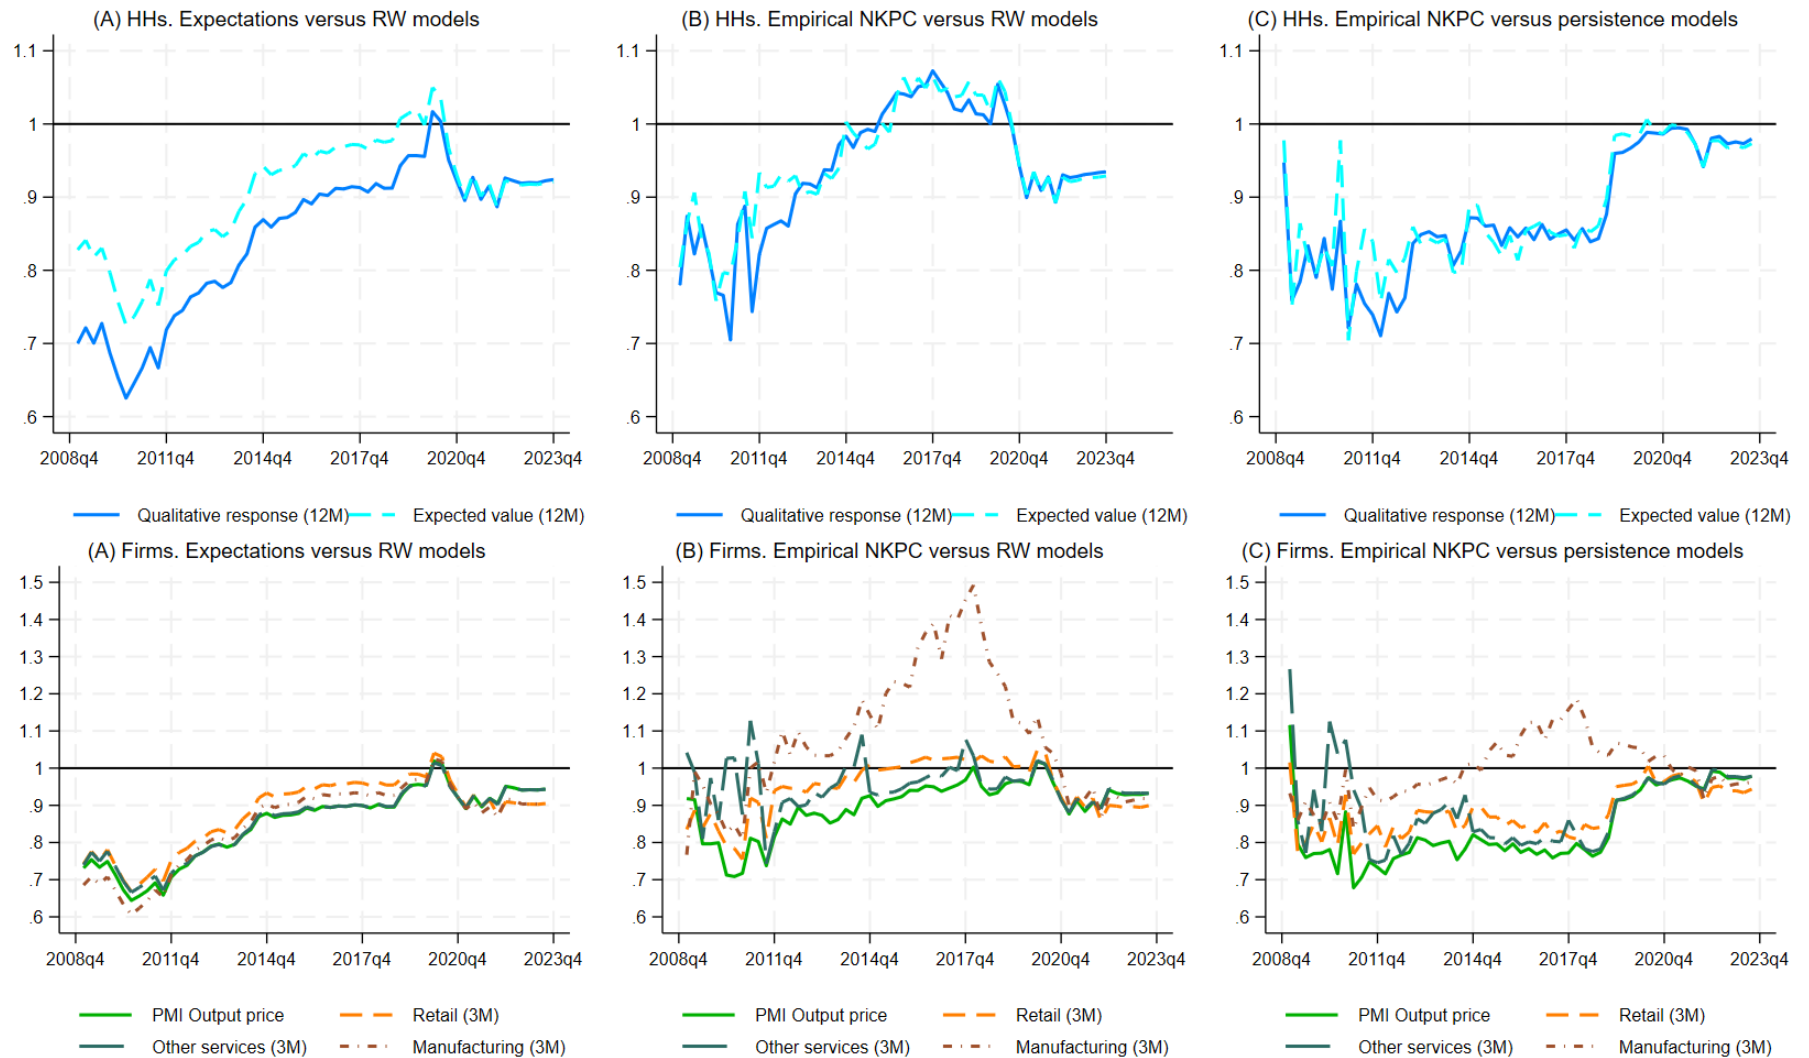 (A) HHs. Expectations versus RW models
1.1
1
.9
.8
.7
.6
2008q4 2011q4 2014q4 2017q4 2020q4 2023q4
Qualitative response (12M) Expected value (12M)
(B) HHs. Empirical NKPC versus RW models
1.1
1
.9
.8
.7
.6
2008q4 2011q4 2014q4 2017q4 2020q4 2023q4
Qualitative response (12M) Expected value (12M)
(C) HHs. Empirical NKPC versus persistence models
1.1
1
.9
.8
.7
.6
2008q4 2011q4 2014q4 2017q4 2020q4 2023q4
Qualitative response (12M) Expected value (12M)
(A) Firms. Expectations versus RW models
1.5
1.4
1.3
1.2
1.1
1
.9
.8
.7
.6
2008q4 2011q4 2014q4 2017q4 2020q4 2023q4
PMI Output price Retail (3M)
Other services (3M) Manufacturing (3M)
(B) Firms. Empirical NKPC versus RW models
1.5
1.4
1.3
1.2
1.1
1
.9
.8
.7
.6
2008q4 2011q4 2014q4 2017q4 2020q4 2023q4
PMI Output price Retail (3M)
Other services (3M) Manufacturing (3M)
(C) Firms. Empirical NKPC versus persistence models
1.5
1.4
1.3
1.2
1.1
1
.9
.8
.7
.6
2008q4 2011q4 2014q4 2017q4 2020q4 2023q4
PMI Output price Retail (3M)
Other services (3M) Manufacturing (3M)